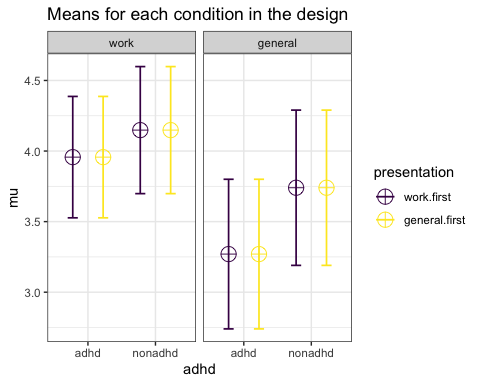 Means for each condition in the design
work
general
4.5
4.0
3.5
3.0
mu
adhd
nonadhd
adhd
nonadhd
adhd
presentation
work.first
general.first